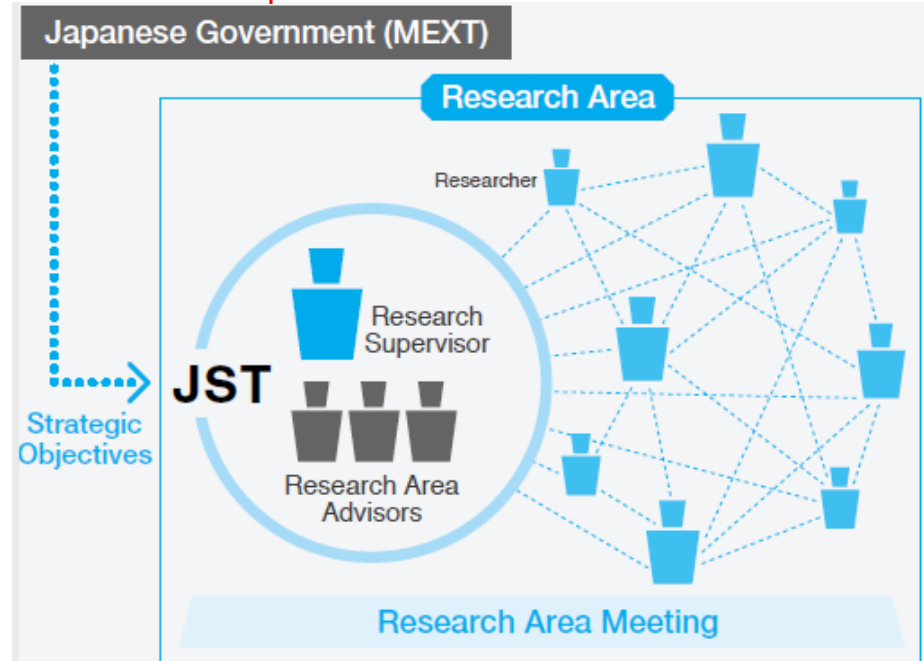 Japanese Government (MEXT)
Research Area
Researcher
Research
Supervisor
JST
Strategic
Objectives
Research Area
Advisors
Research Area Meeting